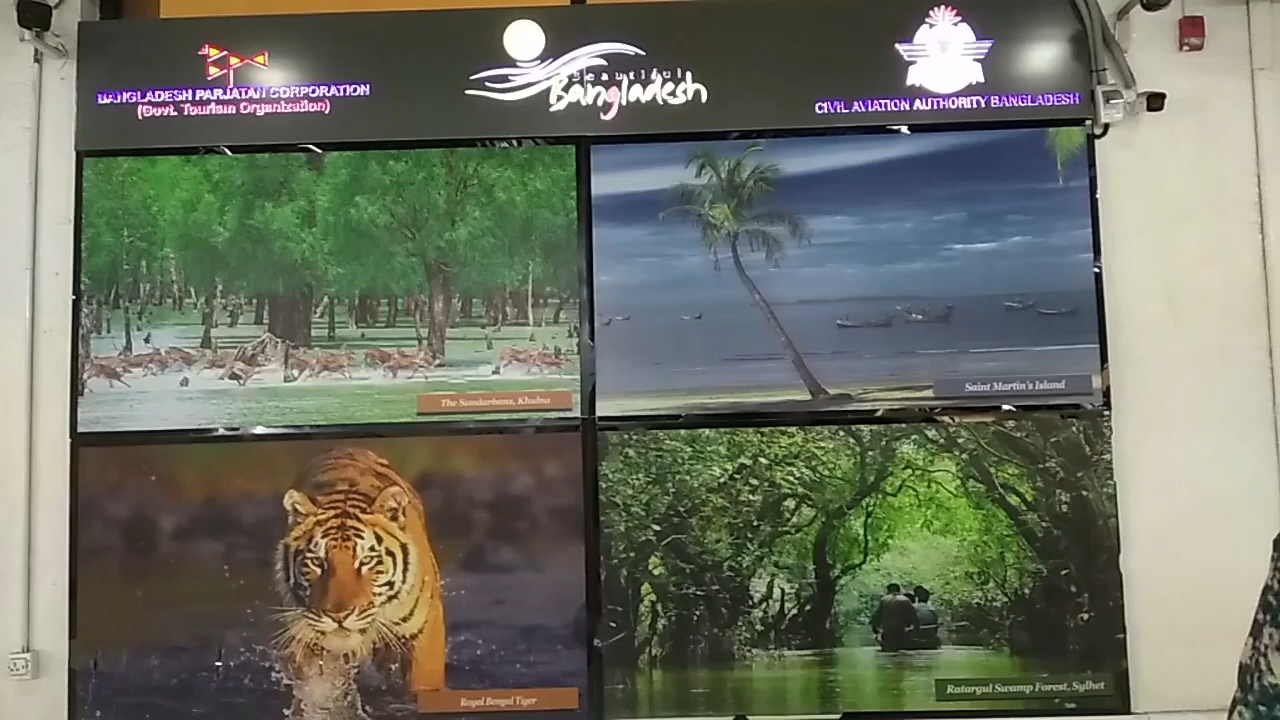 BANGLADESH PARJATAN CORPORATION
(Govt. Tourism Organization)
Beautiful
Bangladesh
CIVIL AVIATION AUTHORITY BANGLADESH
The Sundarbans, Khulna
Saint Martin's Island
Royal Bengal Tiger
Ratargul Swamp Forest, Sylhet